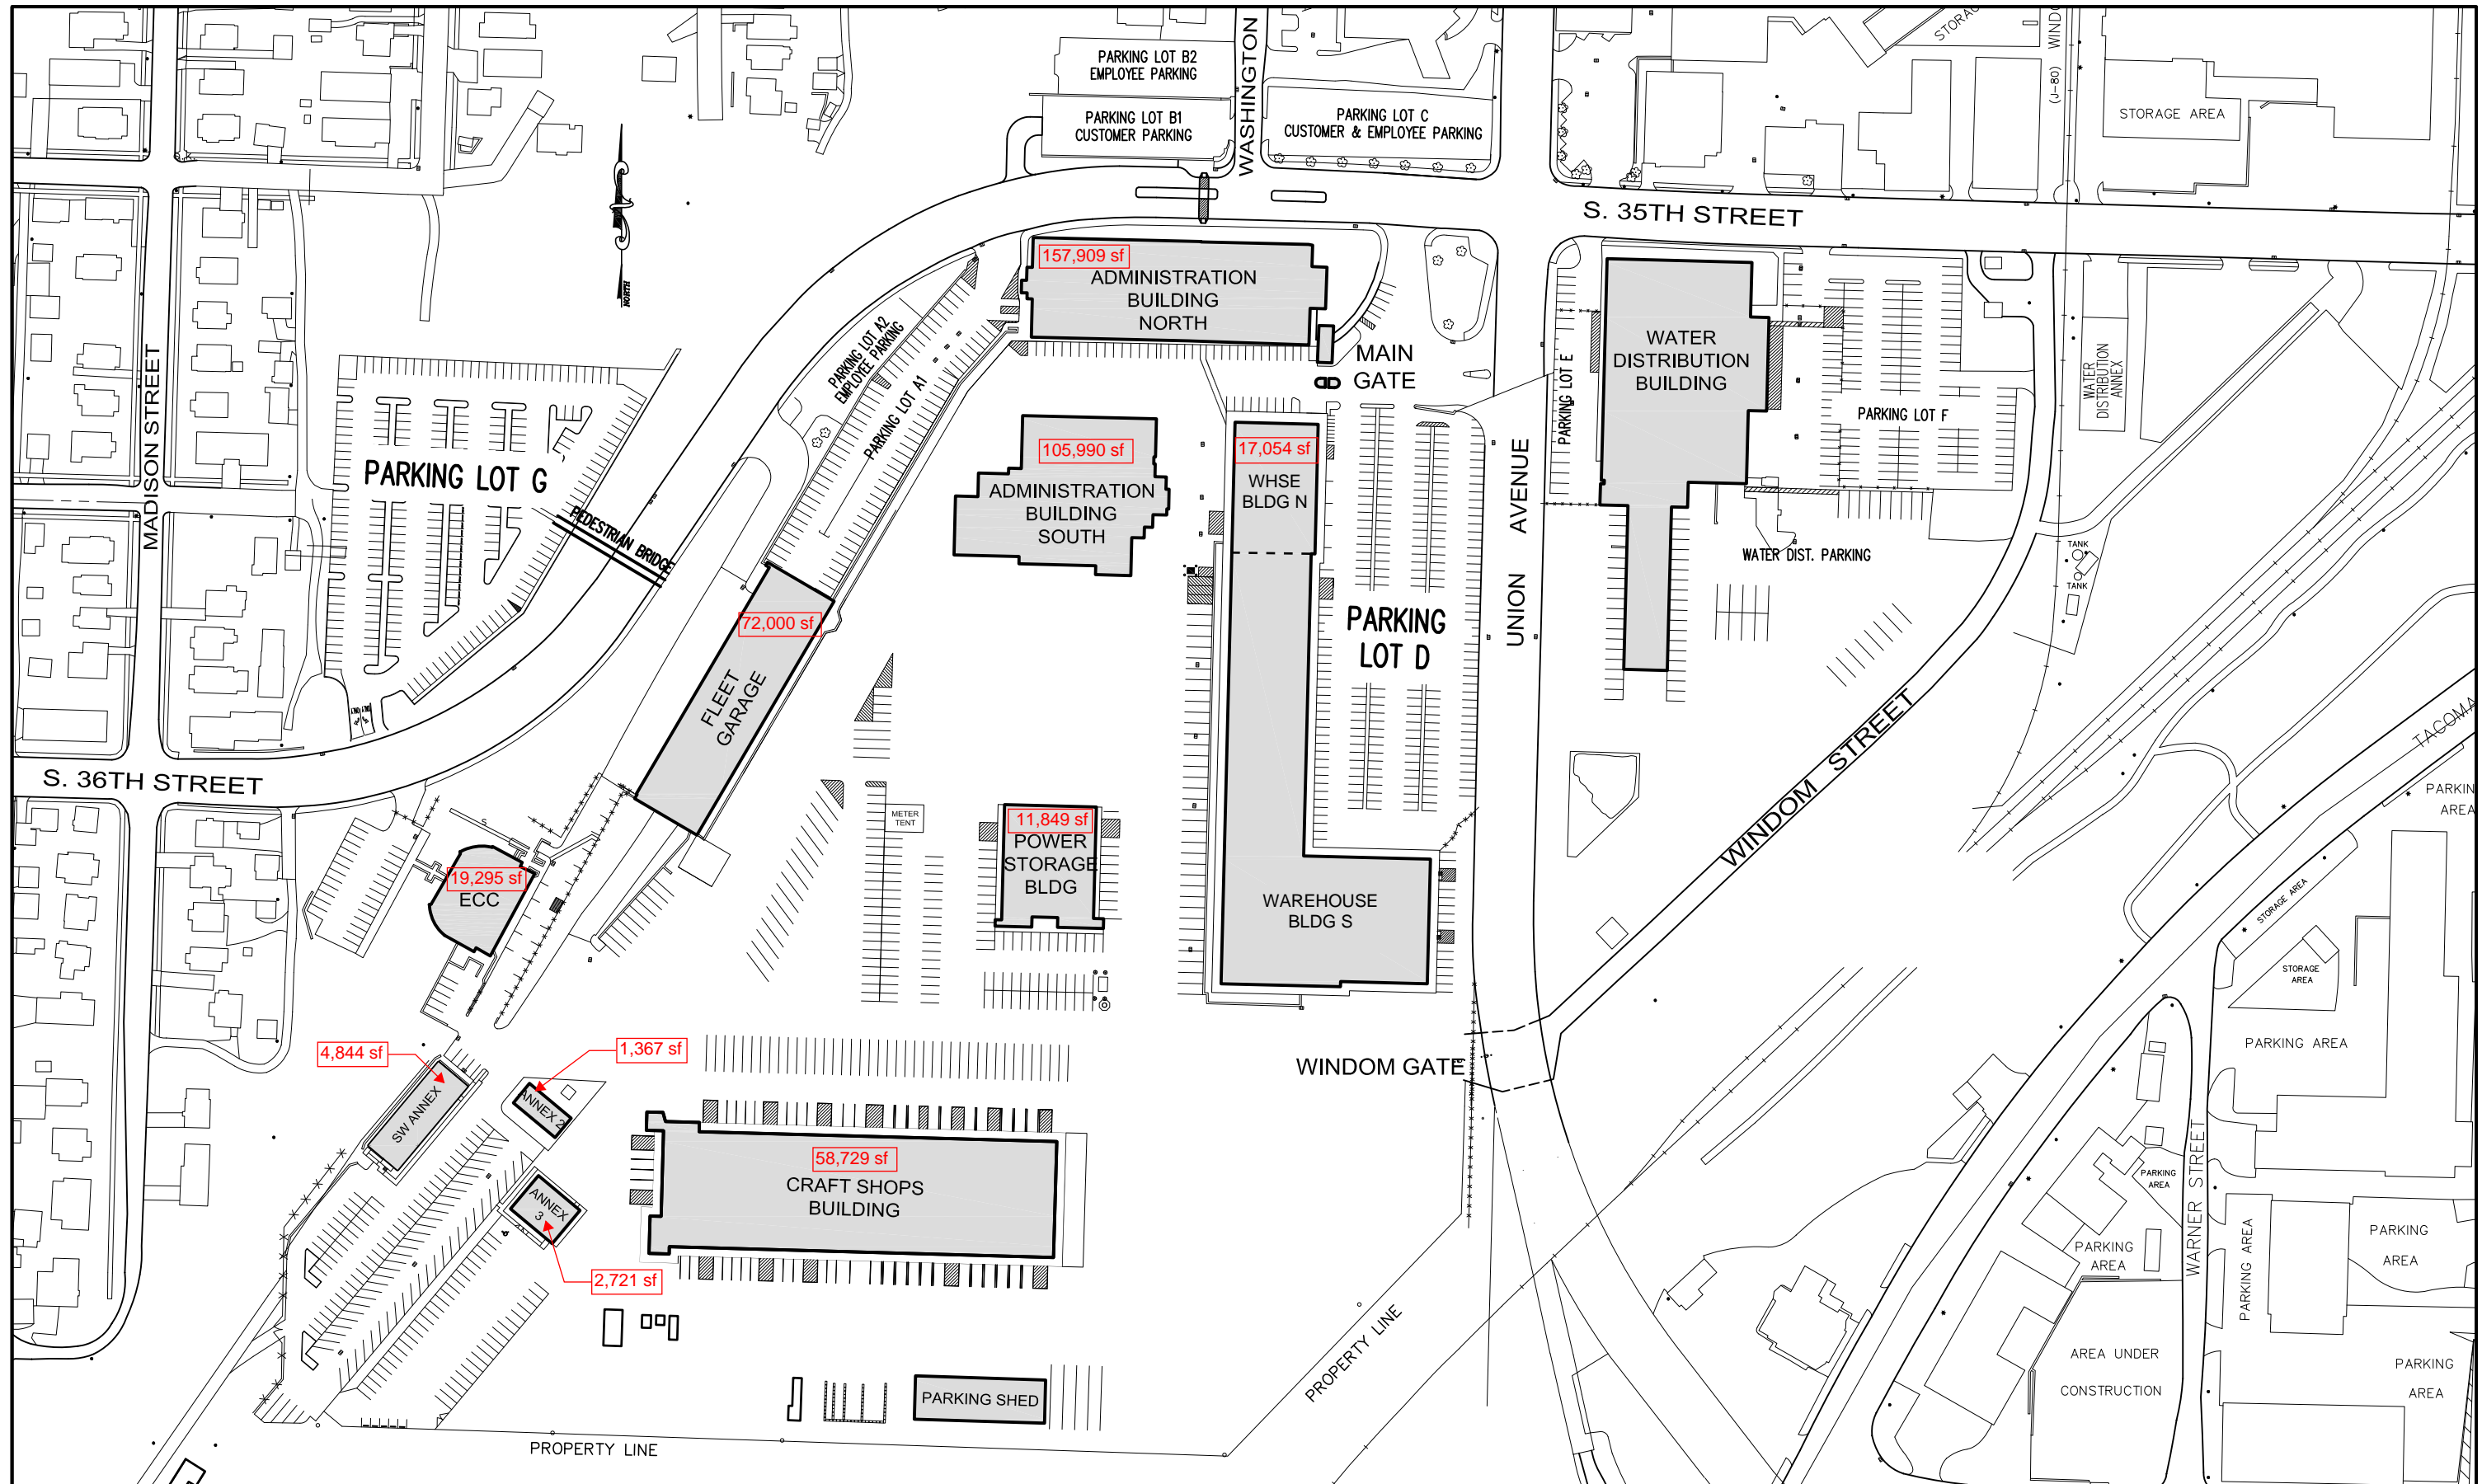 PARKING LOT B2
EMPLOYEE PARKING
WASHINGTON
PARKING LOT B1
CUSTOMER PARKING
PARKING LOT C
CUSTOMER & EMPLOYEE PARKING
(J-80)
STORAGE AREA
S. 35TH STREET
NORTH
157,909 sf
ADMINISTRATION
BUILDING
NORTH
MAIN
GATE
PARKING LOT A2
EMPLOYEE PARKING
PARKING LOT A1
PARKING LOT E
WATER
DISTRIBUTION
BUILDING
PARKING LOT F
WATER
DISTRIBUTION
ANNEX
MADISON STREET
PARKING LOT G
PEDESTRIAN BRIDGE
105,990 sf
ADMINISTRATION
BUILDING
SOUTH
17,054 sf
WHSE
BLDG N
UNION AVENUE
WATER DIST. PARKING
TANK
TANK
72,000 sf
FLEET
GARAGE
PARKING
LOT D
WINDOM STREET
TACOMA
S. 36TH STREET
METER
TENT
11,849 sf
POWER
STORAGE
BLDG
19,295 sf
ECC
S
WAREHOUSE
BLDG S
STORAGE AREA
STORAGE
AREA
PARKING AREA
4,844 sf
SW ANNEX
1,367 sf
ANNEX 2
WINDOM GATE
58,729 sf
CRAFT SHOPS
BUILDING
ANNEX
3
2,721 sf
PARKING
AREA
WARNER STREET
PARKING AREA
PARKING
AREA
PARKING
AREA
PROPERTY LINE
PARKING SHED
PROPERTY LINE
AREA UNDER
CONSTRUCTION
PARKING
AREA